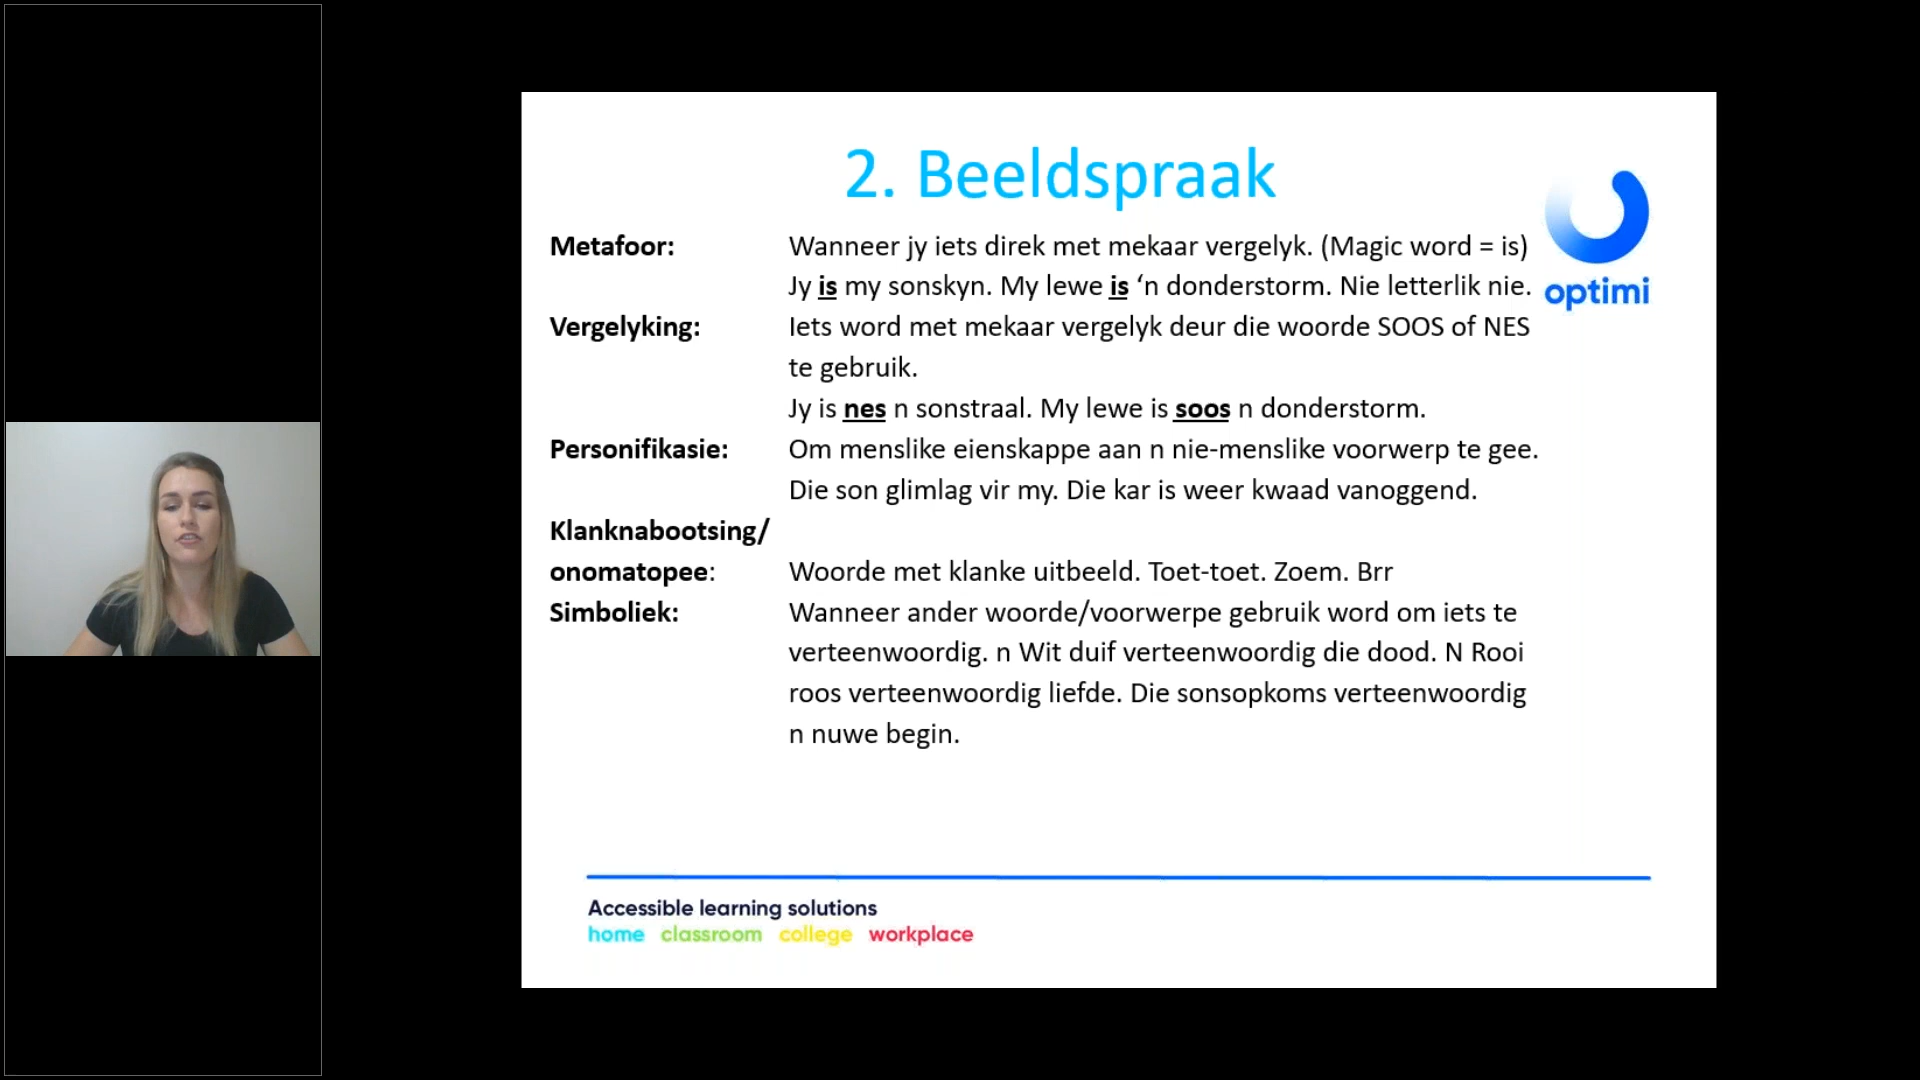 2. Beeldspraak
optimi
Metafoor: Wanneer jy iets direk met mekaar vergelyk. (Magic word = is)
Jy is my sonskyn. My lewe is ‘n donderstorm. Nie letterlik nie.
Vergelyking: Iets word met mekaar vergelyk deur die woorde SOOS of NES
te gebruik.
Jy is nes n sonstraal. My lewe is soos n donderstorm.
Personifikasie: Om menslike eienskappe aan n nie-menslike voorwerp te gee.
Die son glimlag vir my. Die kar is weer kwaad vanoggend.
Klanknabootsing/
onomatopee: Woorde met klanke uitbeeld. Toet-toet. Zoem. Brr
Simboliek: Wanneer ander woorde/voorwerpe gebruik word om iets te
verteenwoordig. n Wit duif verteenwoordig die dood. N Rooi
roos verteenwoordig liefde. Die sonsopkoms verteenwoordig
n nuwe begin.
Accessible learning solutions
home classroom college workplace